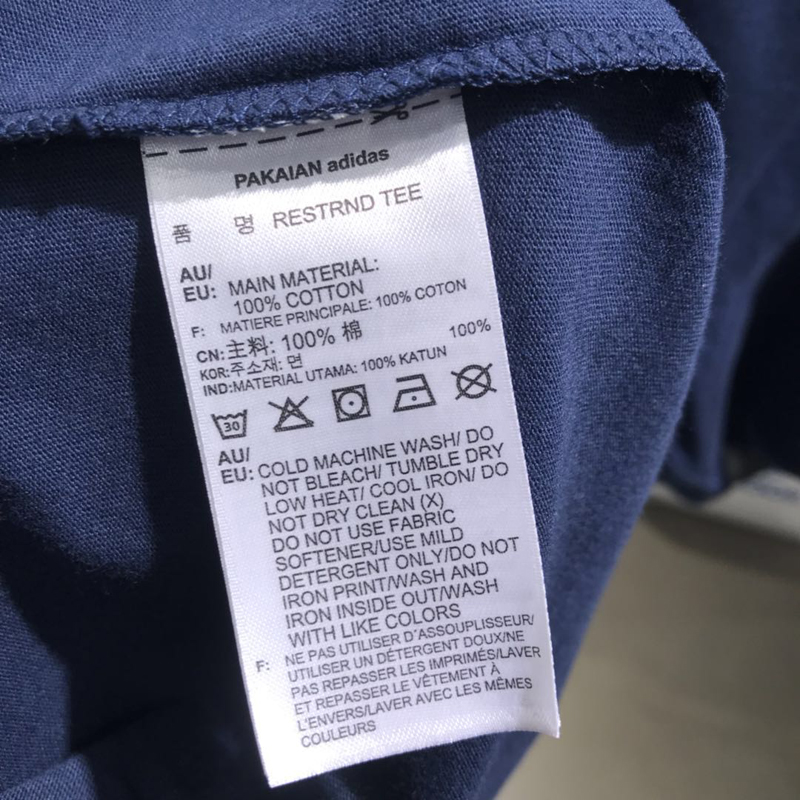 PAKAIAN adidas
품 명 RESTRND TEE
AU/
EU: MAIN MATERIAL:
100% COTTON
F: MATIERE PRINCIPALE: 100% COTON
CN:主料: 100% 棉
KOR:주소재: 면 100%
IND:MATERIAL UTAMA: 100% KATUN
30
AU/
EU: COLD MACHINE WASH/ DO
NOT BLEACH/ TUMBLE DRY
LOW HEAT/ COOL IRON/ DO
NOT DRY CLEAN (X)
DO NOT USE FABRIC
SOFTENER/USE MILD
DETERGENT ONLY/DO NOT
IRON PRINT/WASH AND
IRON INSIDE OUT/WASH
WITH LIKE COLORS
F: NE PAS UTILISER D'ASSOUPLISSEUR/
UTILISER UN DÉTERGENT DOUX/NE
PAS REPASSER LES IMPRIMÉS/LAVER
ET REPASSER LE VÊTEMENT À
L'ENVERS/LAVER AVEC LES MÊMES
COULEURS